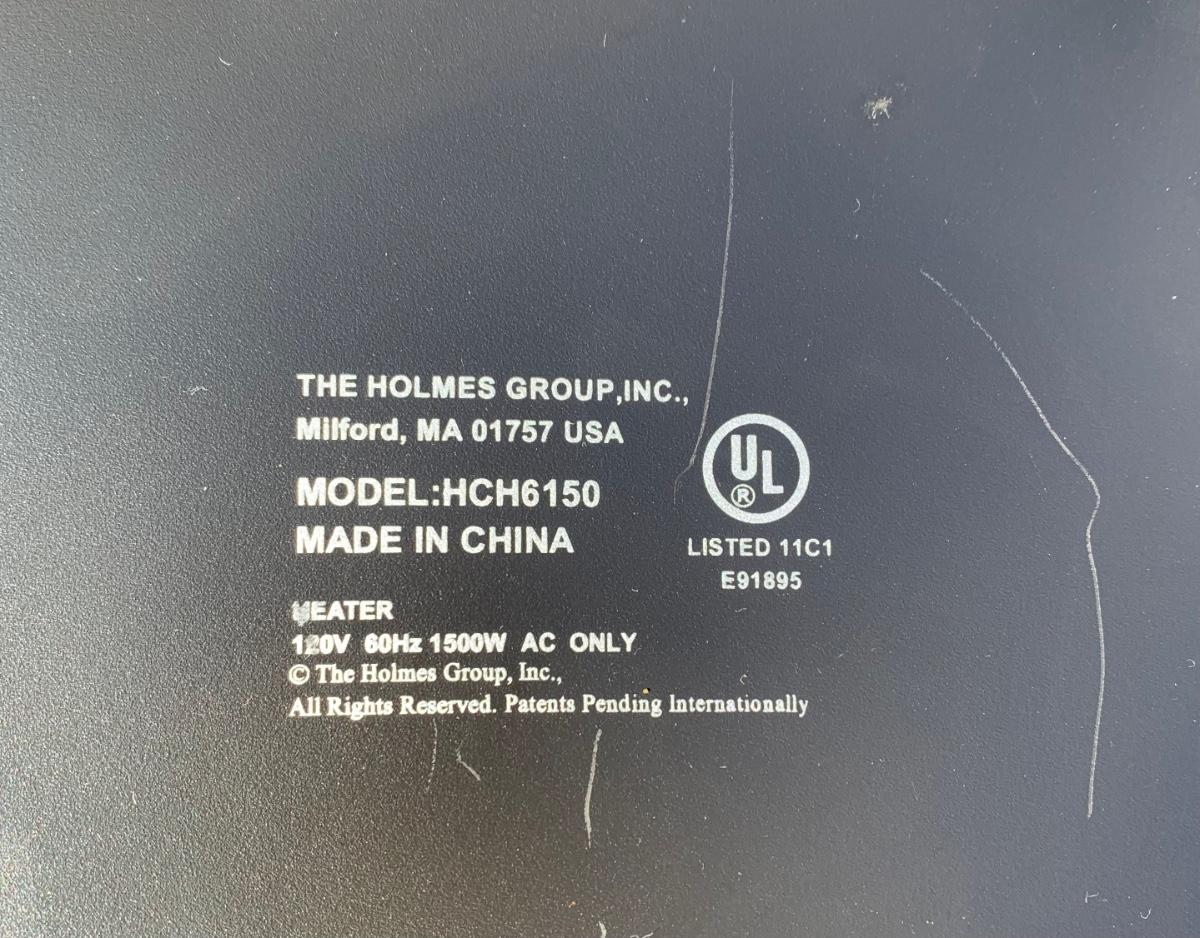 THE HOLMES GROUP,INC.,
Milford, MA 01757 USA
MODEL:HCH6150
MADE IN CHINA
UL
®
LISTED 11C1
E91895
HEATER
120V 60Hz 1500W AC ONLY
© The Holmes Group, Inc.,
All Rights Reserved. Patents Pending Internationally